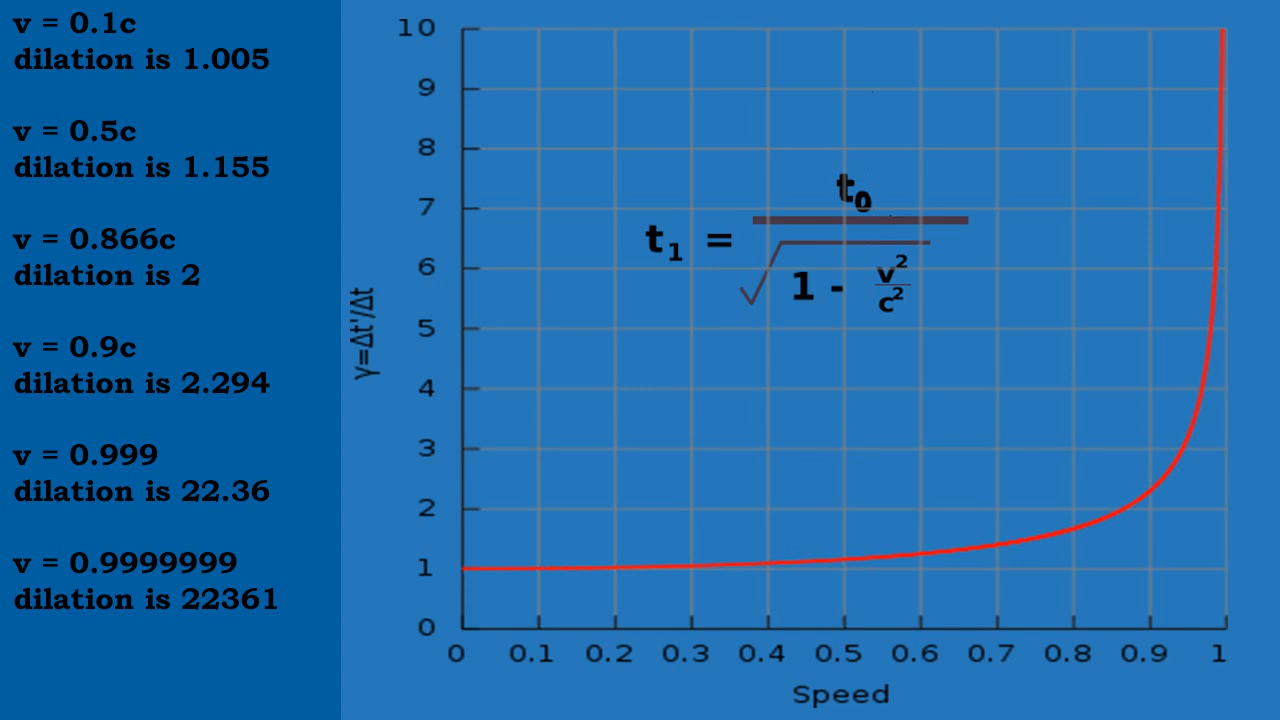 v = 0.1c
dilation is 1.005
v = 0.5c
dilation is 1.155
v = 0.866c
dilation is 2
v = 0.9c
dilation is 2.294
v = 0.999
dilation is 22.36
v = 0.9999999
dilation is 22361
10
9
8
7
6
5
4
3
2
1
0
γ=Δt'/Δt
t₁ = t₀ / √(1 - v²/c²)
0 0.1 0.2 0.3 0.4 0.5 0.6 0.7 0.8 0.9 1
Speed